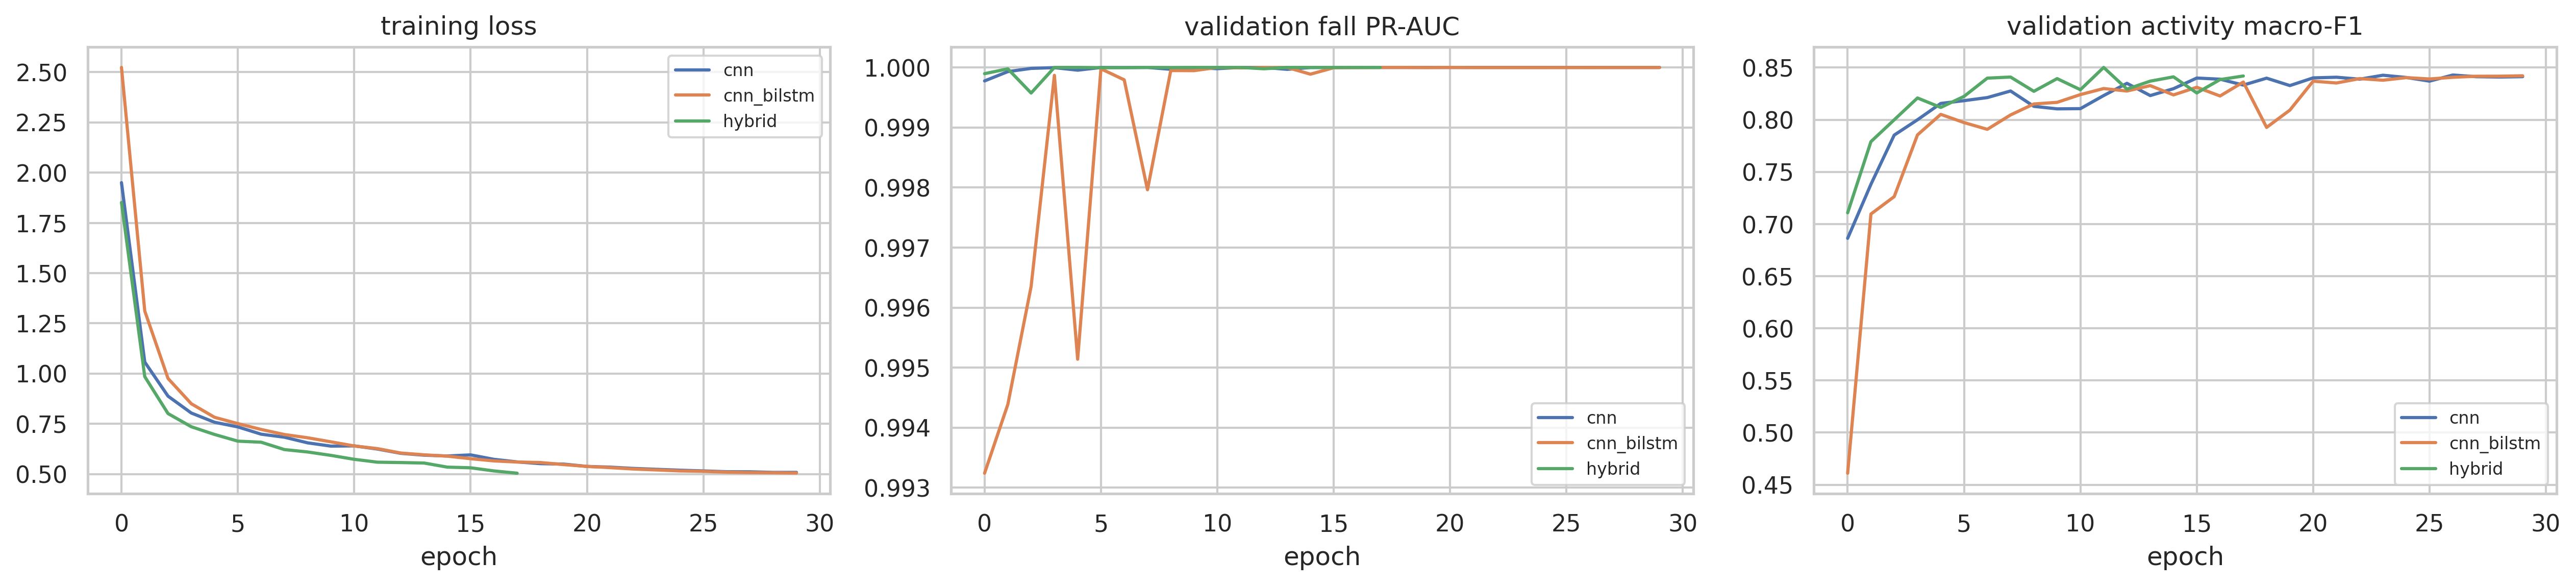 training loss
2.50
2.25
2.00
1.75
1.50
1.25
1.00
0.75
0.50
0 5 10 15 20 25 30
epoch
cnn
cnn_bilstm
hybrid
validation fall PR-AUC
1.000
0.999
0.998
0.997
0.996
0.995
0.994
0.993
0 5 10 15 20 25 30
epoch
cnn
cnn_bilstm
hybrid
validation activity macro-F1
0.85
0.80
0.75
0.70
0.65
0.60
0.55
0.50
0.45
0 5 10 15 20 25 30
epoch
cnn
cnn_bilstm
hybrid